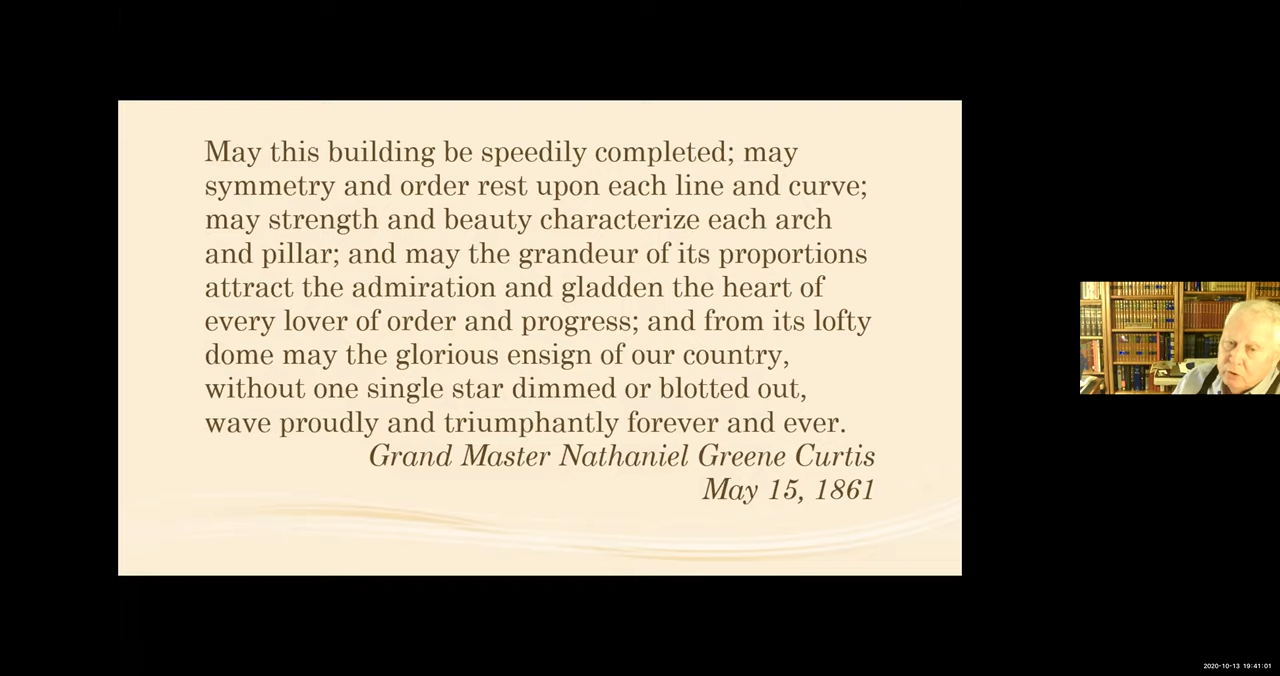 May this building be speedily completed; may
symmetry and order rest upon each line and curve;
may strength and beauty characterize each arch
and pillar; and may the grandeur of its proportions
attract the admiration and gladden the heart of
every lover of order and progress; and from its lofty
dome may the glorious ensign of our country,
without one single star dimmed or blotted out,
wave proudly and triumphantly forever and ever.
Grand Master Nathaniel Greene Curtis
May 15, 1861
2020-10-13 19:41:01